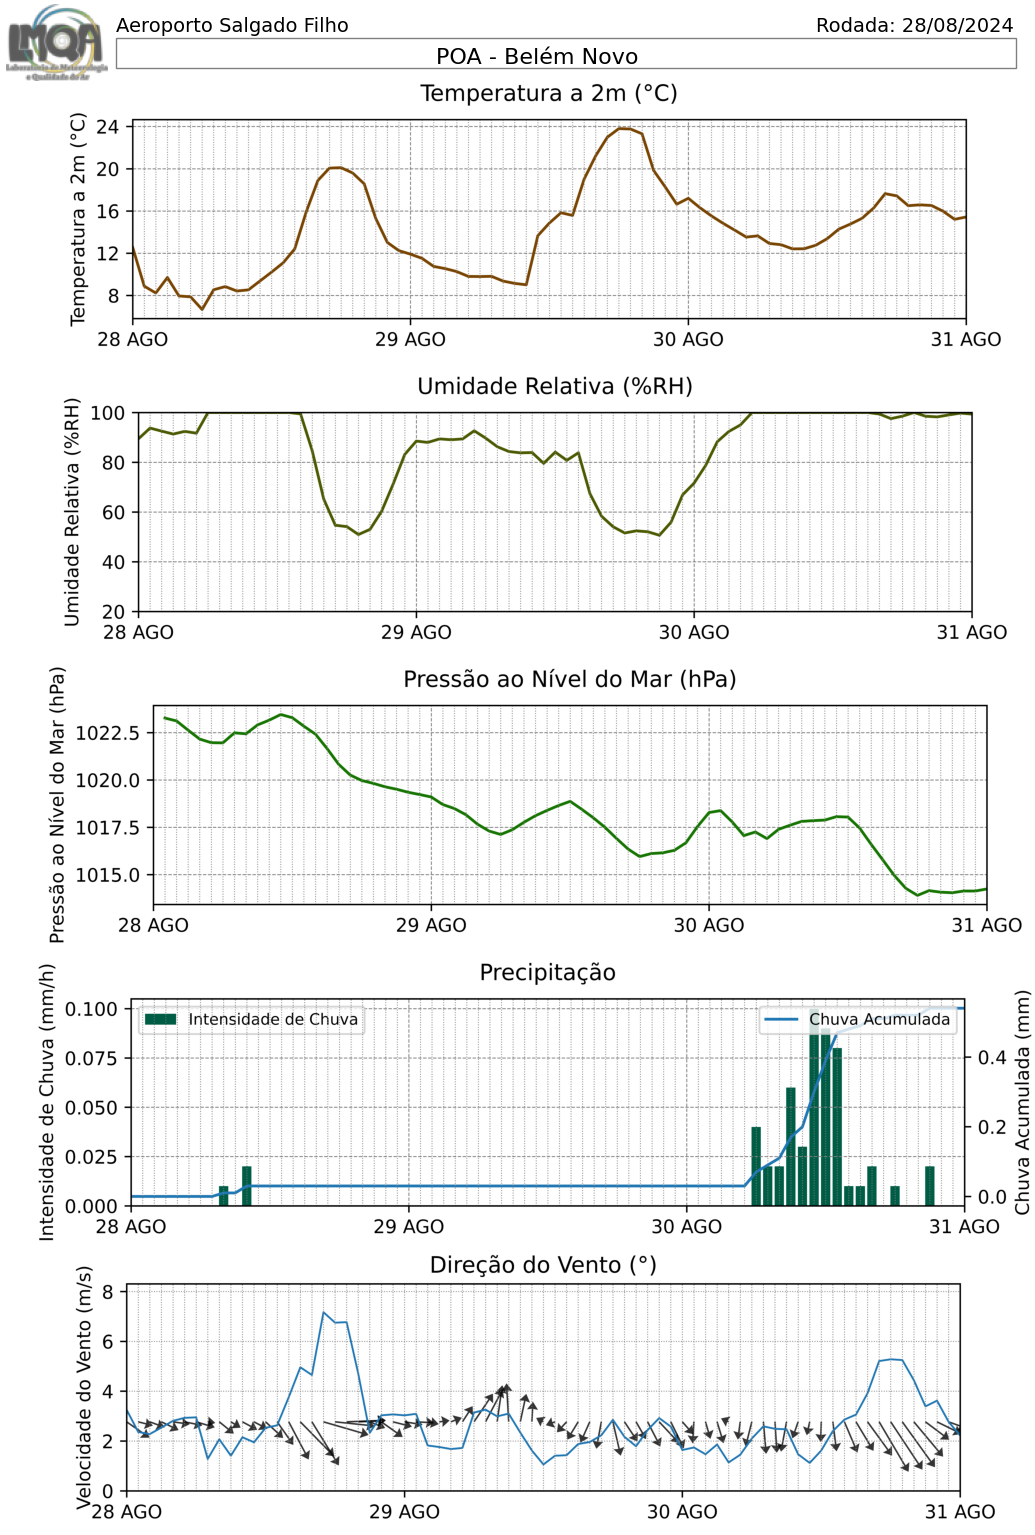 LMQA
Laboratório de Meteorologia
e Qualidade do Ar
Aeroporto Salgado Filho
Rodada: 28/08/2024
POA - Belém Novo
Temperatura a 2m (°C)
Temperatura a 2m (°C)
24
20
16
12
8
28 AGO 29 AGO 30 AGO 31 AGO
Umidade Relativa (%RH)
Umidade Relativa (%RH)
100
80
60
40
20
28 AGO 29 AGO 30 AGO 31 AGO
Pressão ao Nível do Mar (hPa)
Pressão ao Nível do Mar (hPa)
1022.5
1020.0
1017.5
1015.0
28 AGO 29 AGO 30 AGO 31 AGO
Precipitação
Intensidade de Chuva (mm/h)
0.100
0.075
0.050
0.025
0.000
Intensidade de Chuva
Chuva Acumulada
0.4
0.2
0.0
Chuva Acumulada (mm)
28 AGO 29 AGO 30 AGO 31 AGO
Direção do Vento (°)
Velocidade do Vento (m/s)
8
6
4
2
0
28 AGO 29 AGO 30 AGO 31 AGO